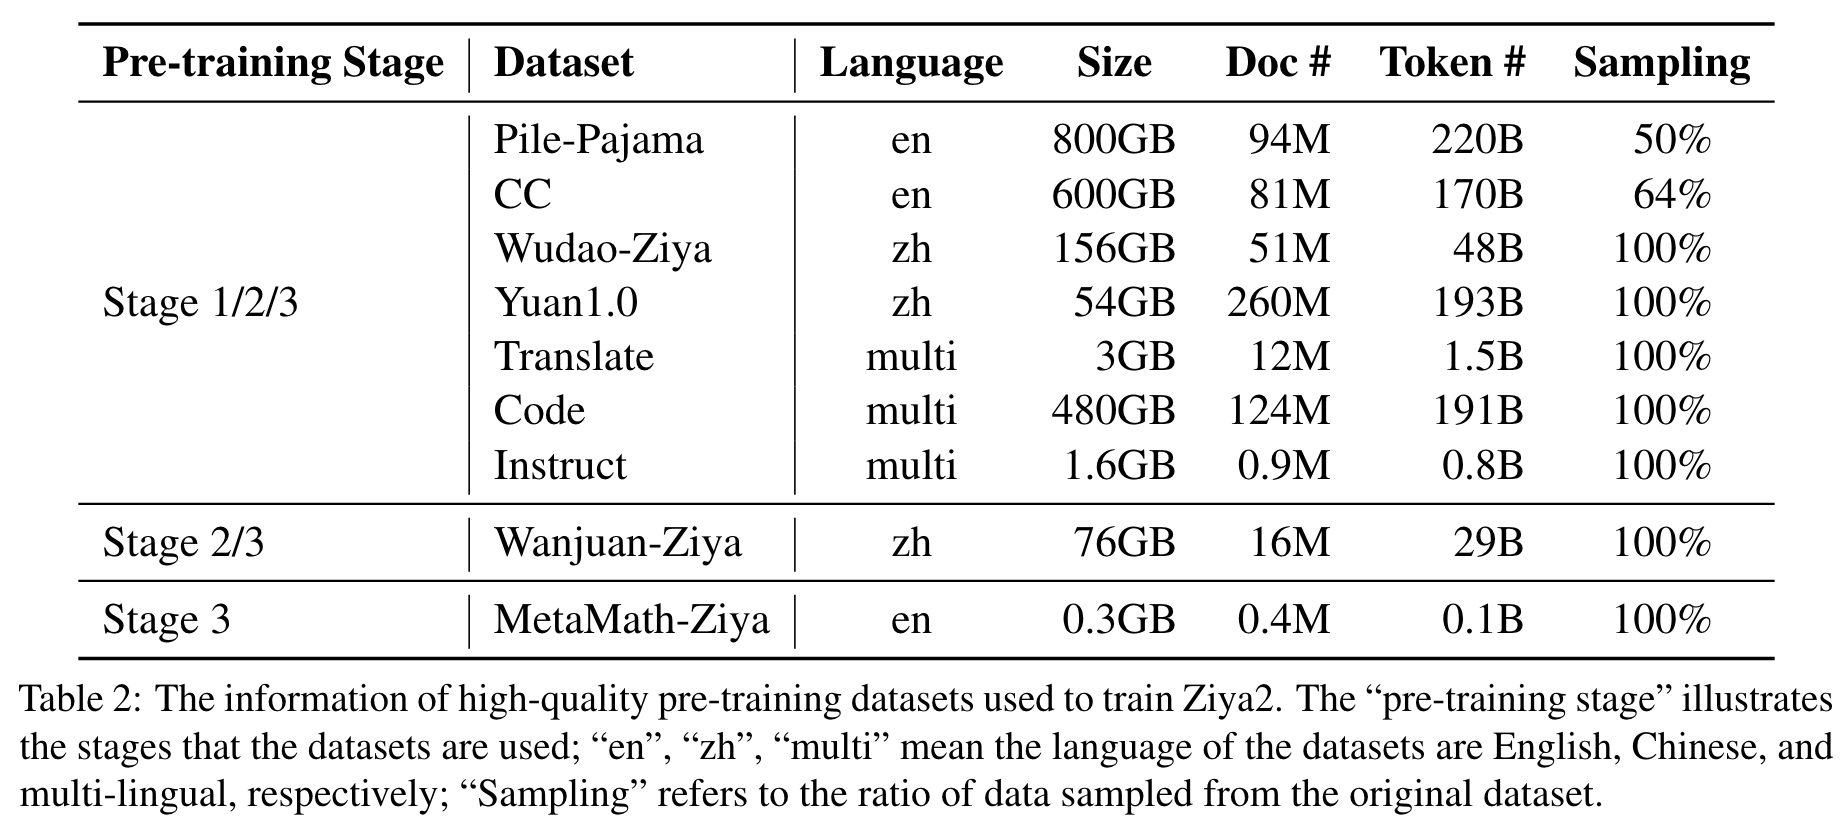 Pre-training Stage Dataset Language Size Doc # Token # Sampling
Pile-Pajama en 800GB 94M 220B 50%
CC en 600GB 81M 170B 64%
Wudao-Ziya zh 156GB 51M 48B 100%
Stage 1/2/3 Yuan1.0 zh 54GB 260M 193B 100%
Translate multi 3GB 12M 1.5B 100%
Code multi 480GB 124M 191B 100%
Instruct multi 1.6GB 0.9M 0.8B 100%
Stage 2/3 Wanjuan-Ziya zh 76GB 16M 29B 100%
Stage 3 MetaMath-Ziya en 0.3GB 0.4M 0.1B 100%
Table 2: The information of high-quality pre-training datasets used to train Ziya2. The “pre-training stage” illustrates
the stages that the datasets are used; “en”, “zh”, “multi” mean the language of the datasets are English, Chinese, and
multi-lingual, respectively; “Sampling” refers to the ratio of data sampled from the original dataset.